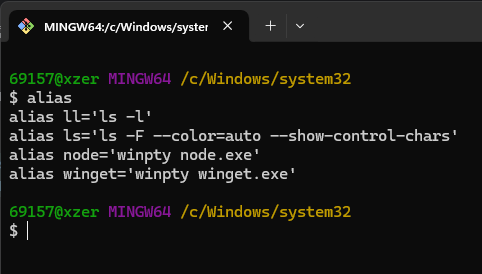 MINGW64:/c/Windows/system
69157@xzer MINGW64 /c/Windows/system32
$ alias
alias ll='ls -l'
alias ls='ls -F --color=auto --show-control-chars'
alias node='winpty node.exe'
alias winget='winpty winget.exe'
69157@xzer MINGW64 /c/Windows/system32
$